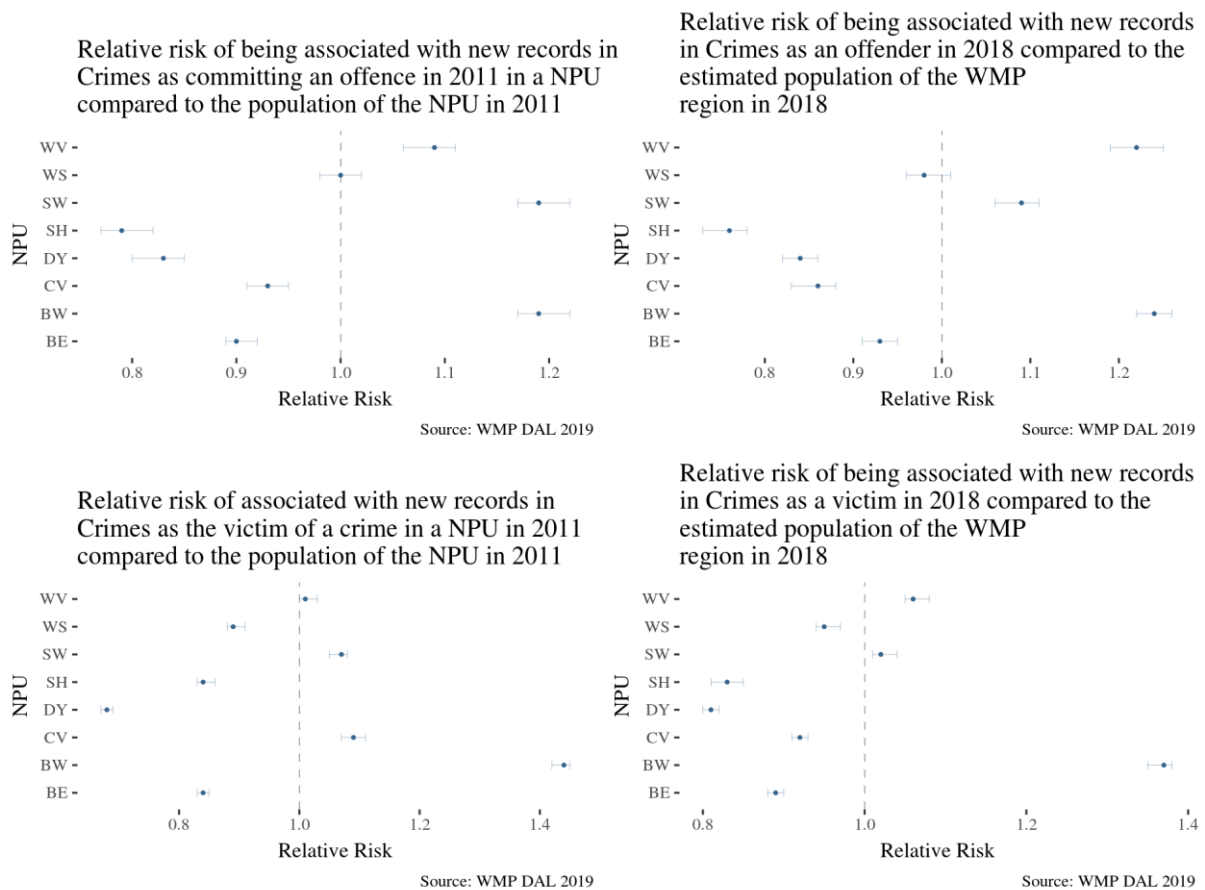 Relative risk of being associated with new records in
Crimes as committing an offence in 2011 in a NPU
compared to the population of the NPU in 2011
NPU
WV
WS
SW
SH
DY
CV
BW
BE
0.8 0.9 1.0 1.1 1.2
Relative Risk
Source: WMP DAL 2019
Relative risk of being associated with new records
in Crimes as an offender in 2018 compared to the
estimated population of the WMP
region in 2018
NPU
WV
WS
SW
SH
DY
CV
BW
BE
0.8 0.9 1.0 1.1 1.2
Relative Risk
Source: WMP DAL 2019
Relative risk of associated with new records in
Crimes as the victim of a crime in a NPU in 2011
compared to the population of the NPU in 2011
NPU
WV
WS
SW
SH
DY
CV
BW
BE
0.8 1.0 1.2 1.4
Relative Risk
Source: WMP DAL 2019
Relative risk of being associated with new records
in Crimes as a victim in 2018 compared to the
estimated population of the WMP
region in 2018
NPU
WV
WS
SW
SH
DY
CV
BW
BE
0.8 1.0 1.2 1.4
Relative Risk
Source: WMP DAL 2019